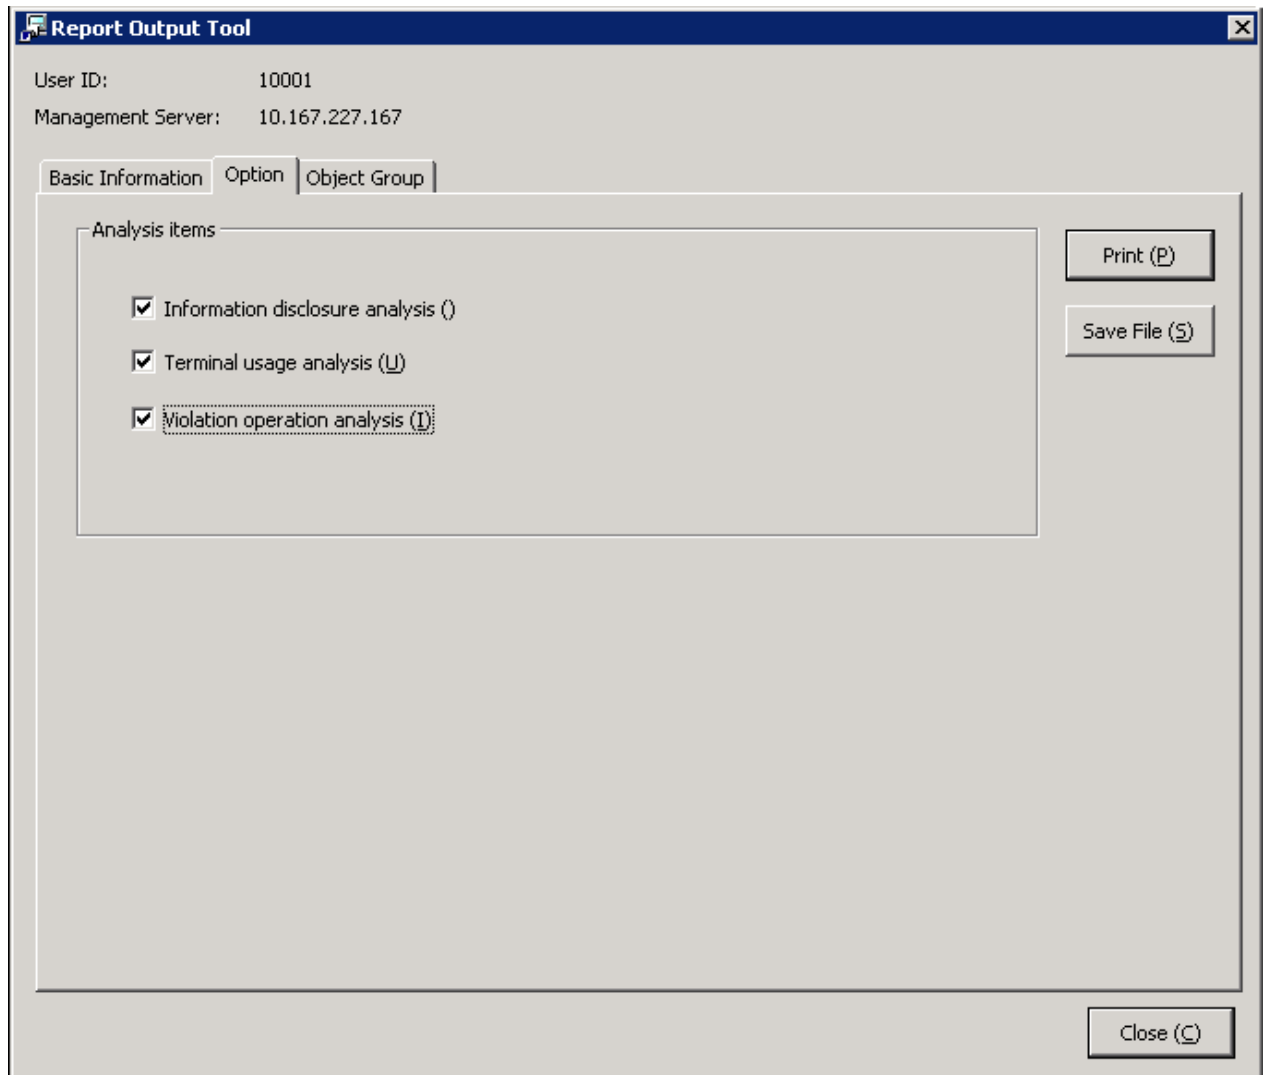 Report Output Tool
User ID: 10001
Management Server: 10.167.227.167
Basic Information Option Object Group
Analysis items
Print (P)
Information disclosure analysis ()
Save File (S)
Terminal usage analysis (U)
Violation operation analysis (I)
Close (C)